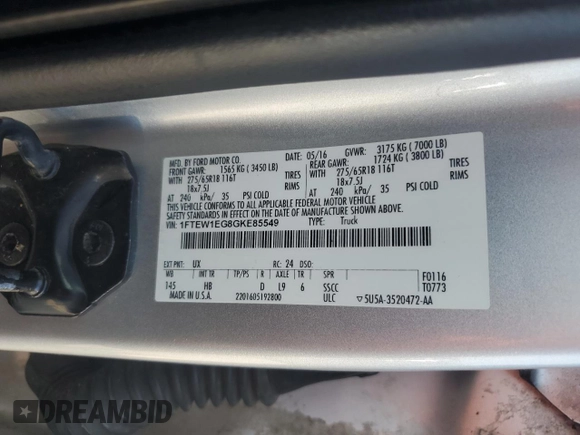 MFD. BY FORD MOTOR CO.
DATE: 05/16 GVWR: 3175 KG ( 7000 LB)
FRONT GAWR: 1565 KG ( 3450 LB) REAR GAWR: 1724 KG ( 3800 LB)
WITH 275/65R18 116T TIRES WITH 275/65R18 116T TIRES
18x7.5J RIMS 18x7.5J RIMS
AT 240 kPa/ 35 PSI COLD AT 240 kPa/ 35 PSI COLD
THIS VEHICLE CONFORMS TO ALL APPLICABLE FEDERAL MOTOR VEHICLE
SAFETY STANDARDS IN EFFECT ON THE DATE OF MANUFACTURE SHOWN ABOVE.
VIN: 1FTEW1EG8GKE85549 TYPE: Truck
EXT PNT: UX RC: 24 DSO:
WB INT TR TP/PS R AXLE TR SPR F0116
145 HB D L9 6 SSCC T0773
MADE IN U.S.A. 2201605192800 ULC ▽5U5A-3520472-AA
DREAMBID